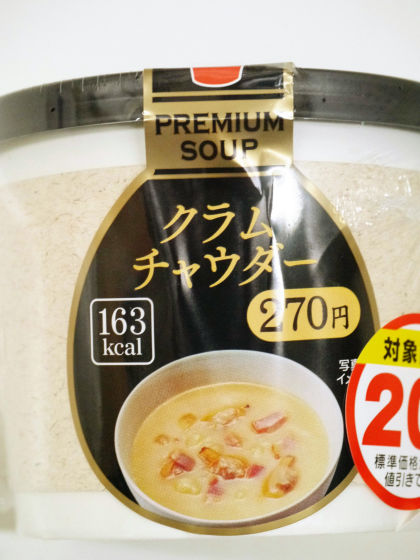 PREMIUM
SOUP
クラム
チャウダー
163
kcal
270円
写真
イメ
対象
20
標準価格
値引き